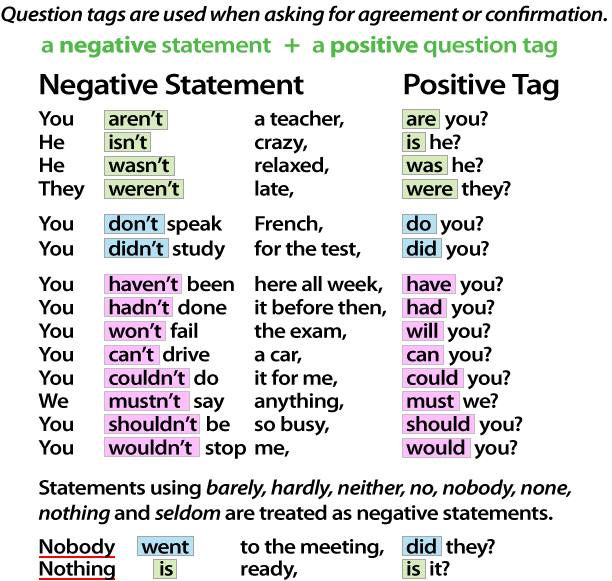 Question tags are used when asking for agreement or confirmation.
a negative statement + a positive question tag
Negative Statement Positive Tag
You aren't a teacher, are you?
He isn't crazy, is he?
He wasn't relaxed, was he?
They weren't late, were they?
You don't speak French, do you?
You didn't study for the test, did you?
You haven't been here all week, have you?
You hadn't done it before then, had you?
You won't fail the exam, will you?
You can't drive a car, can you?
You couldn't do it for me, could you?
We mustn't say anything, must we?
You shouldn't be so busy, should you?
You wouldn't stop me, would you?
Statements using barely, hardly, neither, no, nobody, none,
nothing and seldom are treated as negative statements.
Nobody went to the meeting, did they?
Nothing is ready, is it?